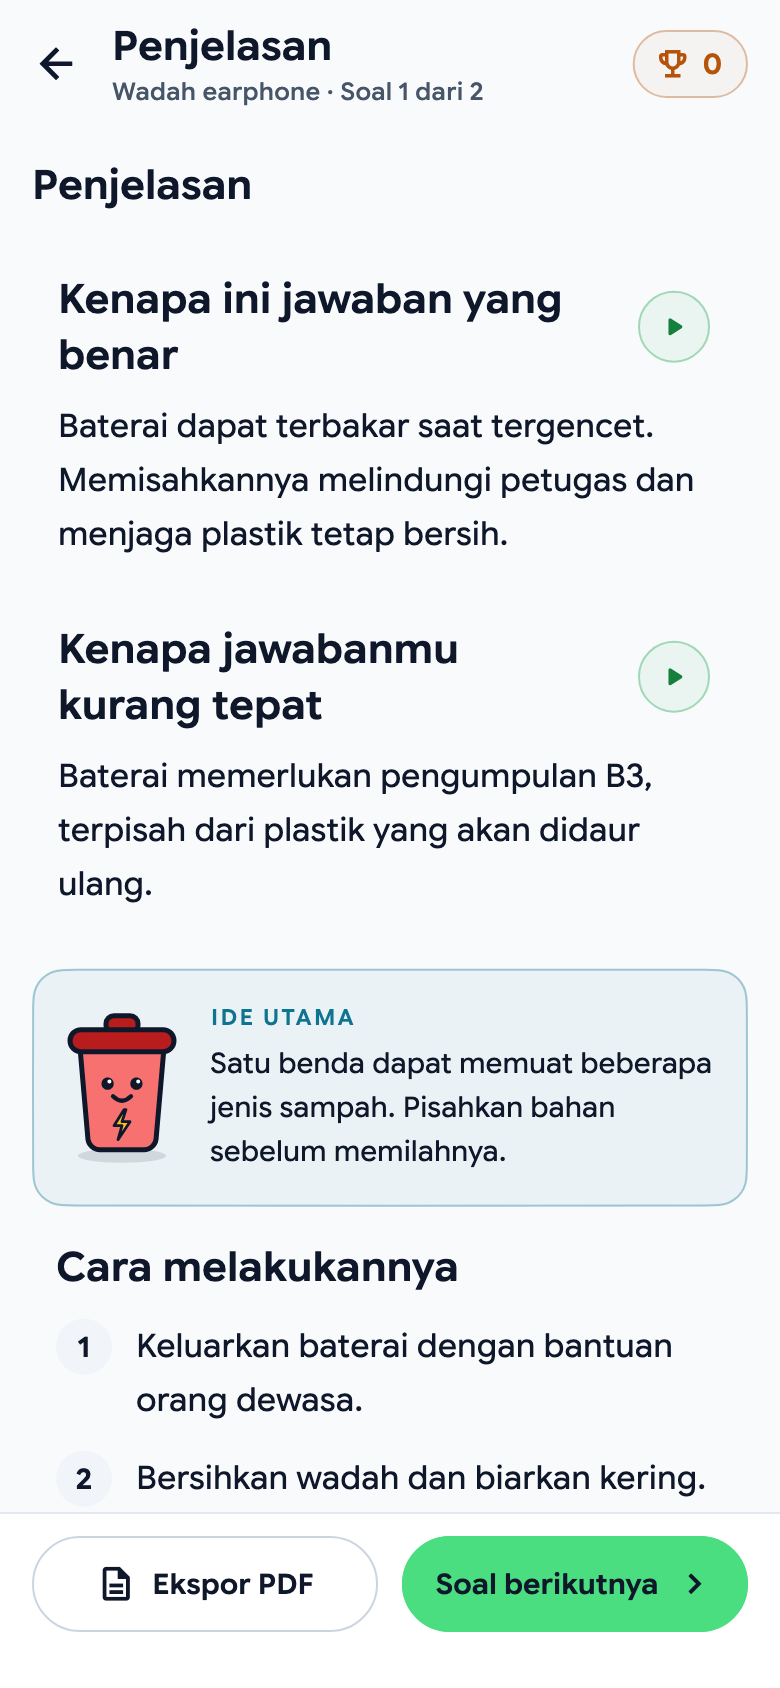 Penjelasan
Wadah earphone · Soal 1 dari 2
0
Penjelasan
Kenapa ini jawaban yang
benar
Baterai dapat terbakar saat tergencet.
Memisahkannya melindungi petugas dan
menjaga plastik tetap bersih.
Kenapa jawabanmu
kurang tepat
Baterai memerlukan pengumpulan B3,
terpisah dari plastik yang akan didaur
ulang.
IDE UTAMA
Satu benda dapat memuat beberapa
jenis sampah. Pisahkan bahan
sebelum memilahnya.
Cara melakukannya
1 Keluarkan baterai dengan bantuan
orang dewasa.
2 Bersihkan wadah dan biarkan kering.
Ekspor PDF
Soal berikutnya